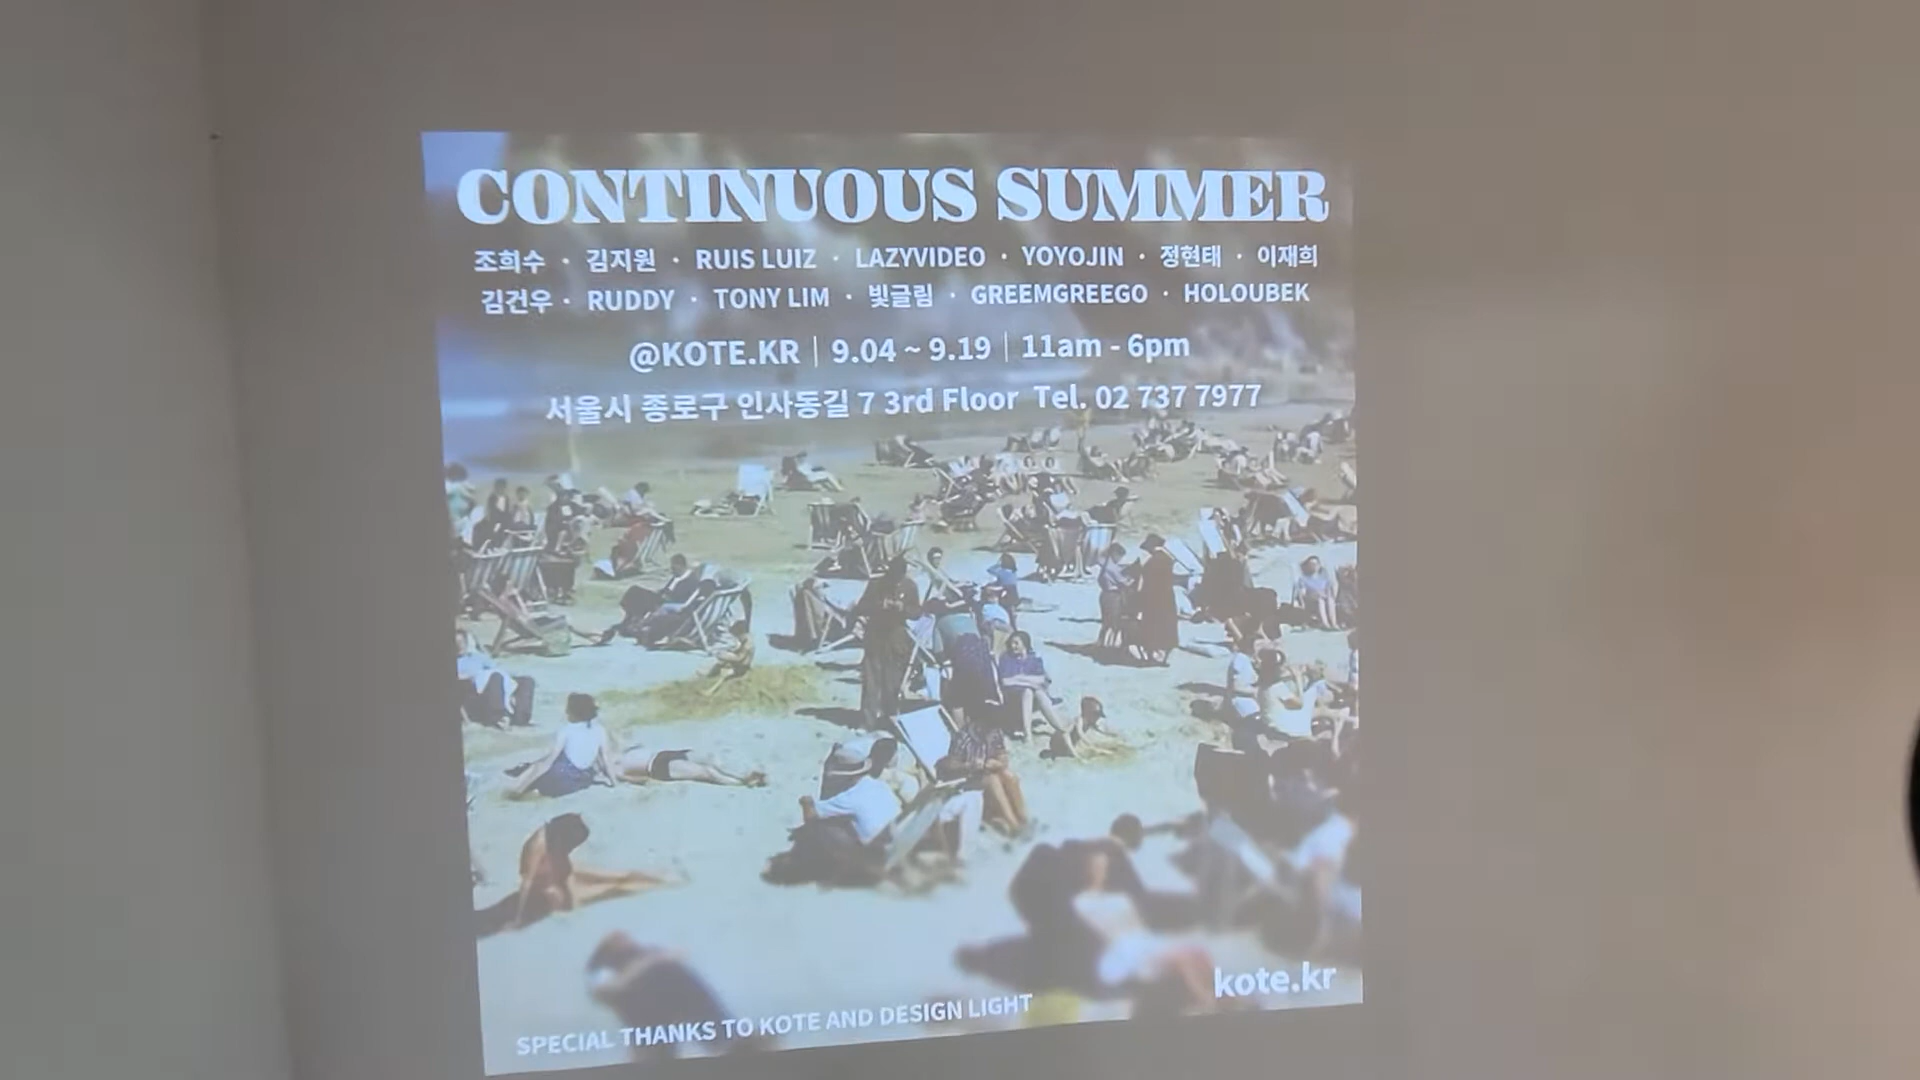 CONTINUOUS SUMMER
조희수 · 김지원 · RUIS LUIZ · LAZYVIDEO · YOYOJIN · 정현태 · 이재희
김건우 · RUDDY · TONY LIM · 빛글림 · GREEMGREEGO · HOLOUBEK
@KOTE.KR | 9.04 ~ 9.19 | 11am - 6pm
서울시 종로구 인사동길 7 3rd Floor Tel. 02 737 7977
kote.kr
SPECIAL THANKS TO KOTE AND DESIGN LIGHT